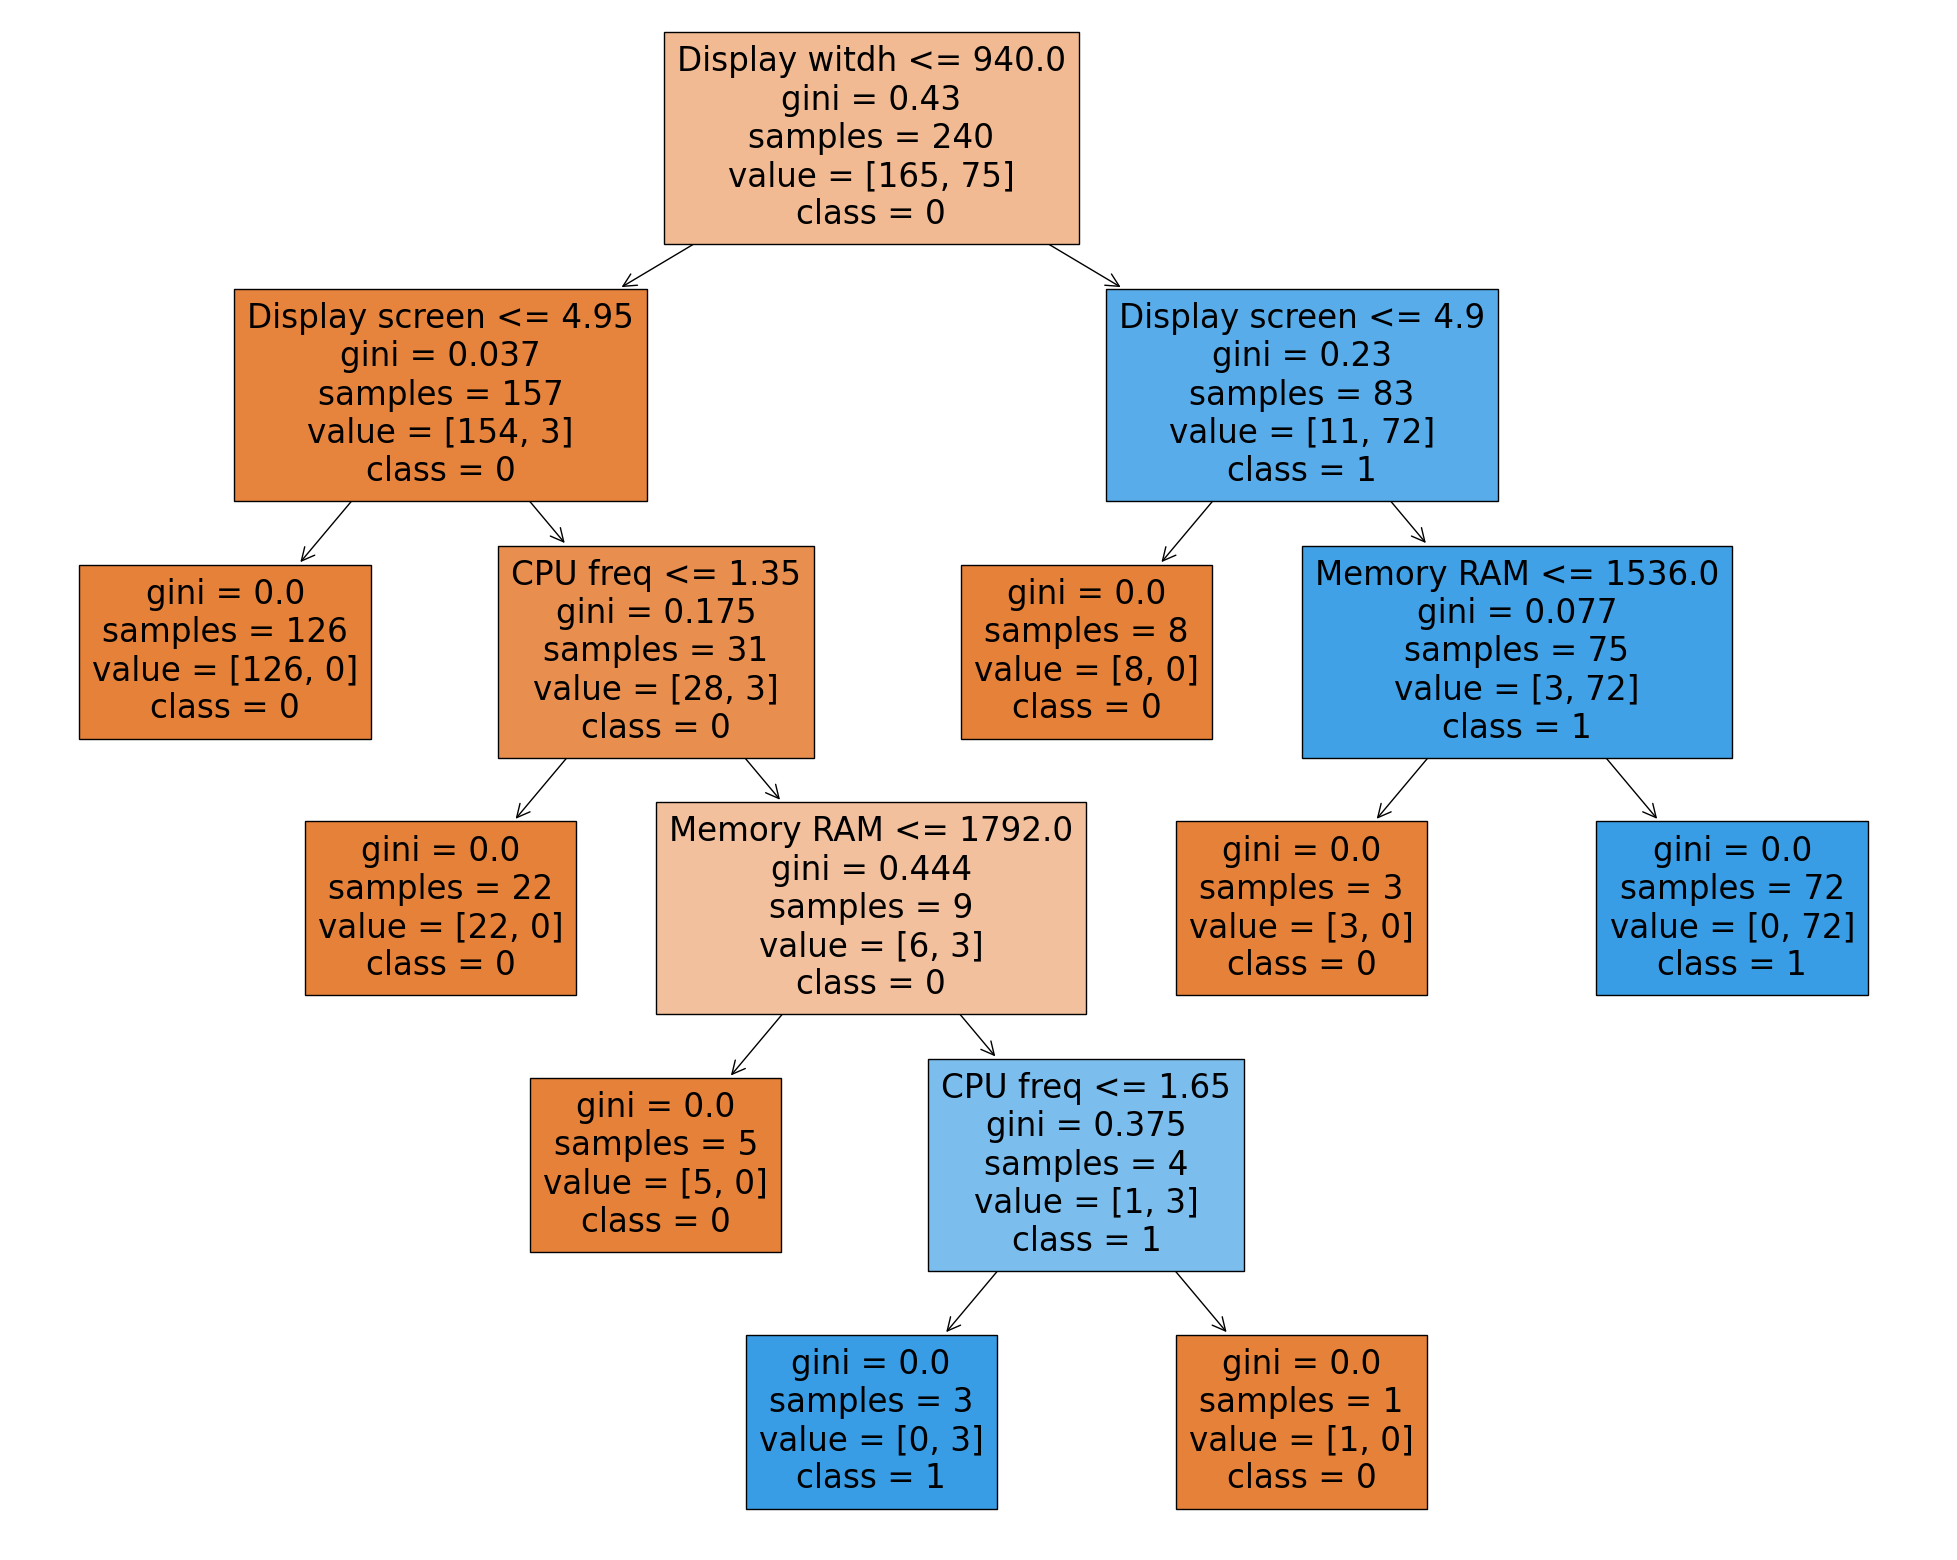 Display witdh <= 940.0
gini = 0.43
samples = 240
value = [165, 75]
class = 0
Display screen <= 4.95
gini = 0.037
samples = 157
value = [154, 3]
class = 0
Display screen <= 4.9
gini = 0.23
samples = 83
value = [11, 72]
class = 1
gini = 0.0
samples = 126
value = [126, 0]
class = 0
CPU freq <= 1.35
gini = 0.175
samples = 31
value = [28, 3]
class = 0
gini = 0.0
samples = 8
value = [8, 0]
class = 0
Memory RAM <= 1536.0
gini = 0.077
samples = 75
value = [3, 72]
class = 1
gini = 0.0
samples = 22
value = [22, 0]
class = 0
Memory RAM <= 1792.0
gini = 0.444
samples = 9
value = [6, 3]
class = 0
gini = 0.0
samples = 3
value = [3, 0]
class = 0
gini = 0.0
samples = 72
value = [0, 72]
class = 1
gini = 0.0
samples = 5
value = [5, 0]
class = 0
CPU freq <= 1.65
gini = 0.375
samples = 4
value = [1, 3]
class = 1
gini = 0.0
samples = 3
value = [0, 3]
class = 1
gini = 0.0
samples = 1
value = [1, 0]
class = 0